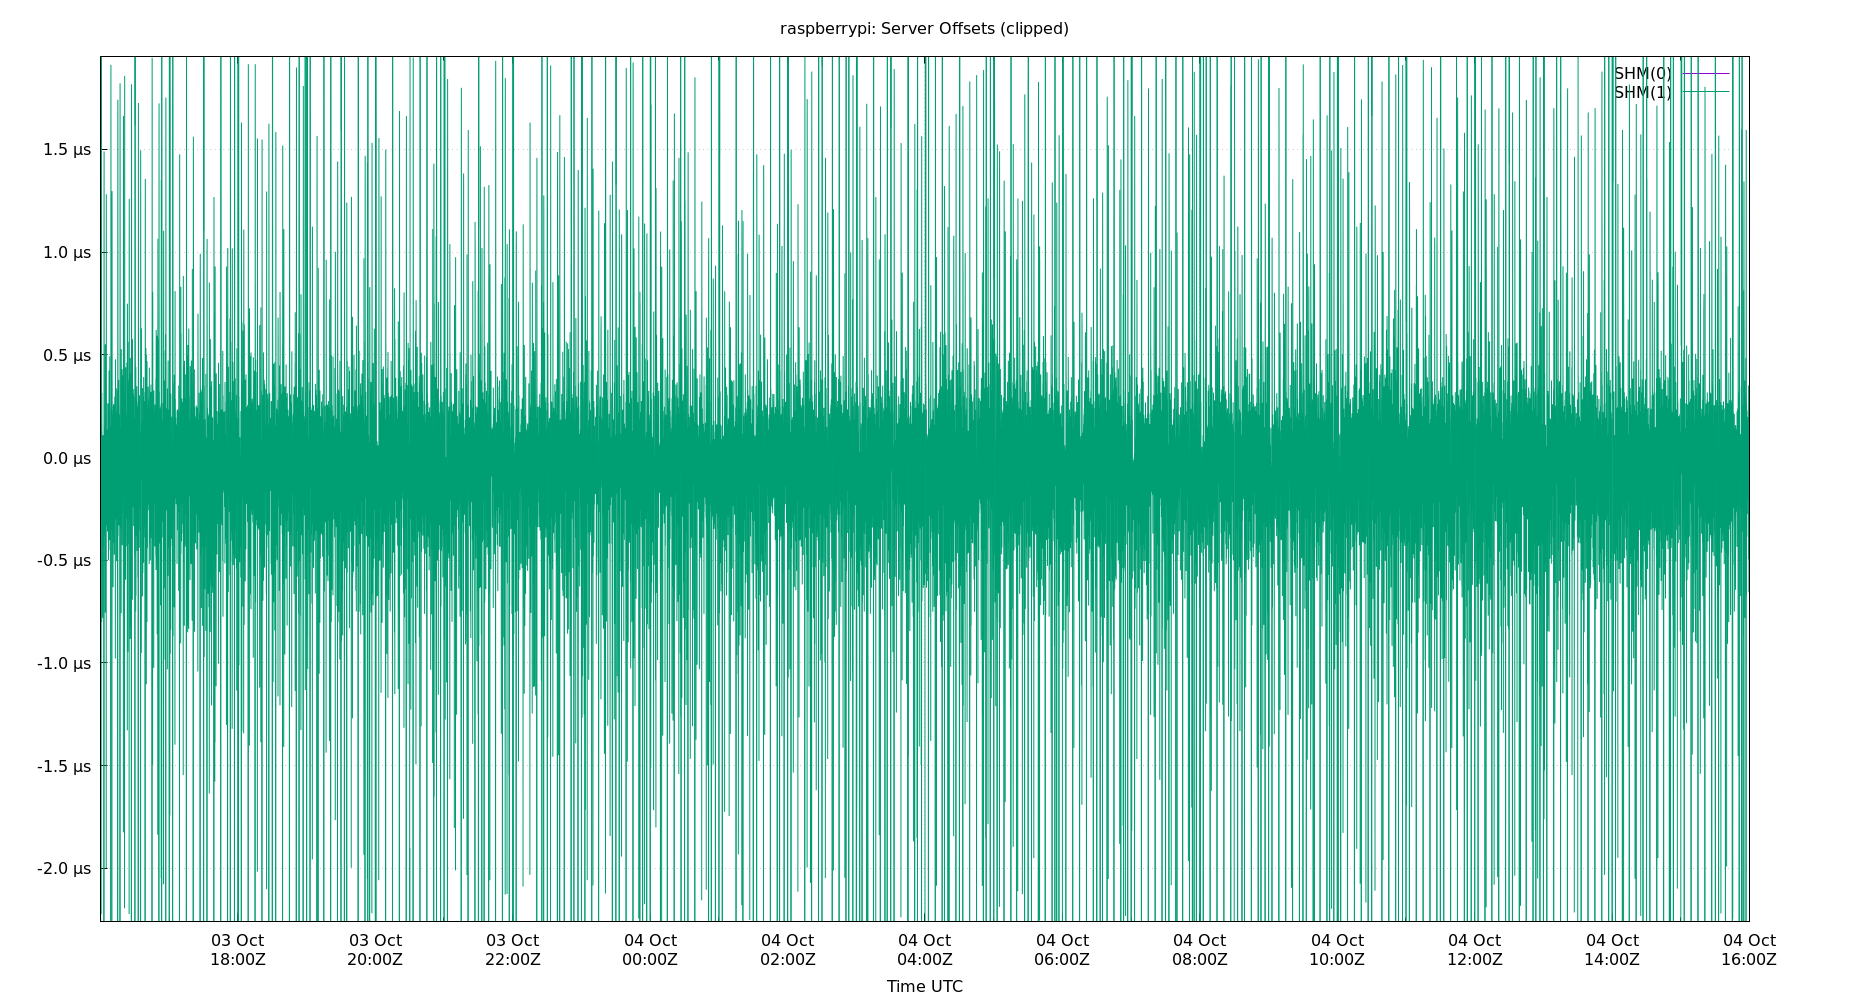 raspberrypi: Server Offsets (clipped)
SHM(0)
SHM(1)
1.5 µs
1.0 µs
0.5 µs
0.0 µs
-0.5 µs
-1.0 µs
-1.5 µs
-2.0 µs
03 Oct 03 Oct 03 Oct 04 Oct 04 Oct 04 Oct 04 Oct 04 Oct 04 Oct 04 Oct 04 Oct 04 Oct
18:00Z 20:00Z 22:00Z 00:00Z 02:00Z 04:00Z 06:00Z 08:00Z 10:00Z 12:00Z 14:00Z 16:00Z
Time UTC